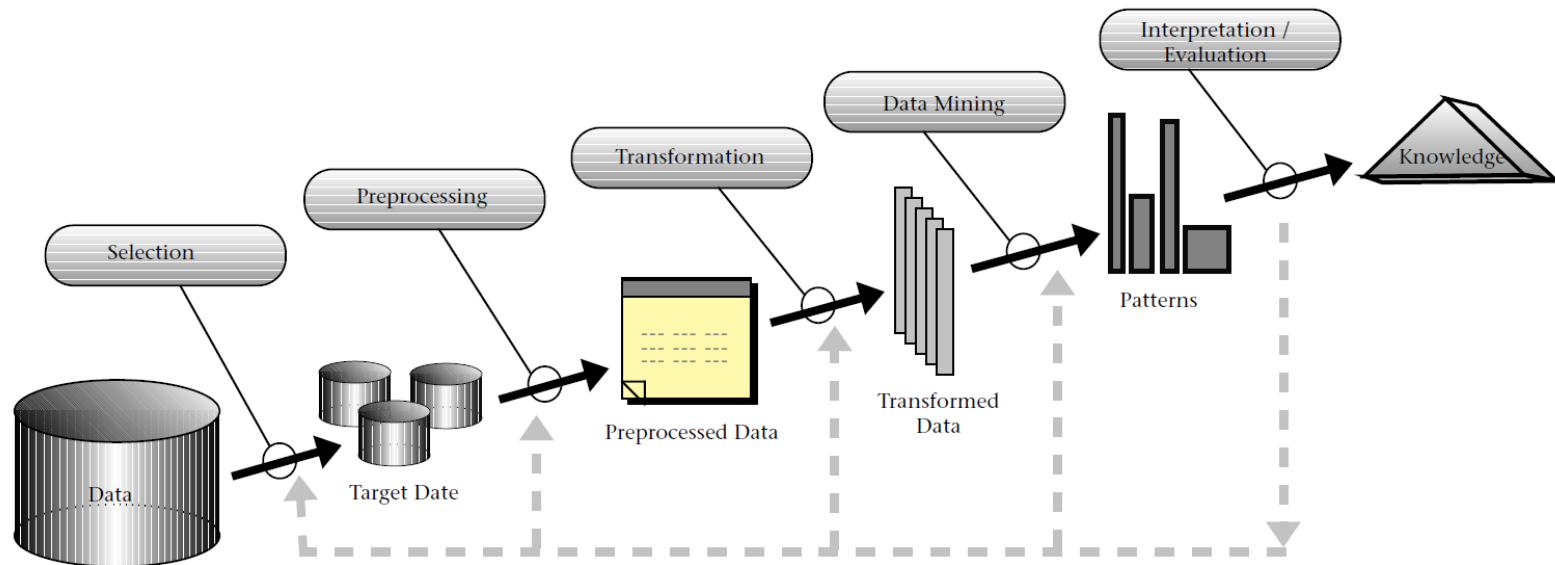 Interpretation /
Evaluation
Data Mining
Knowledge
Transformation
Preprocessing
Selection
Patterns
Transformed
Data
Preprocessed Data
Target Date
Data